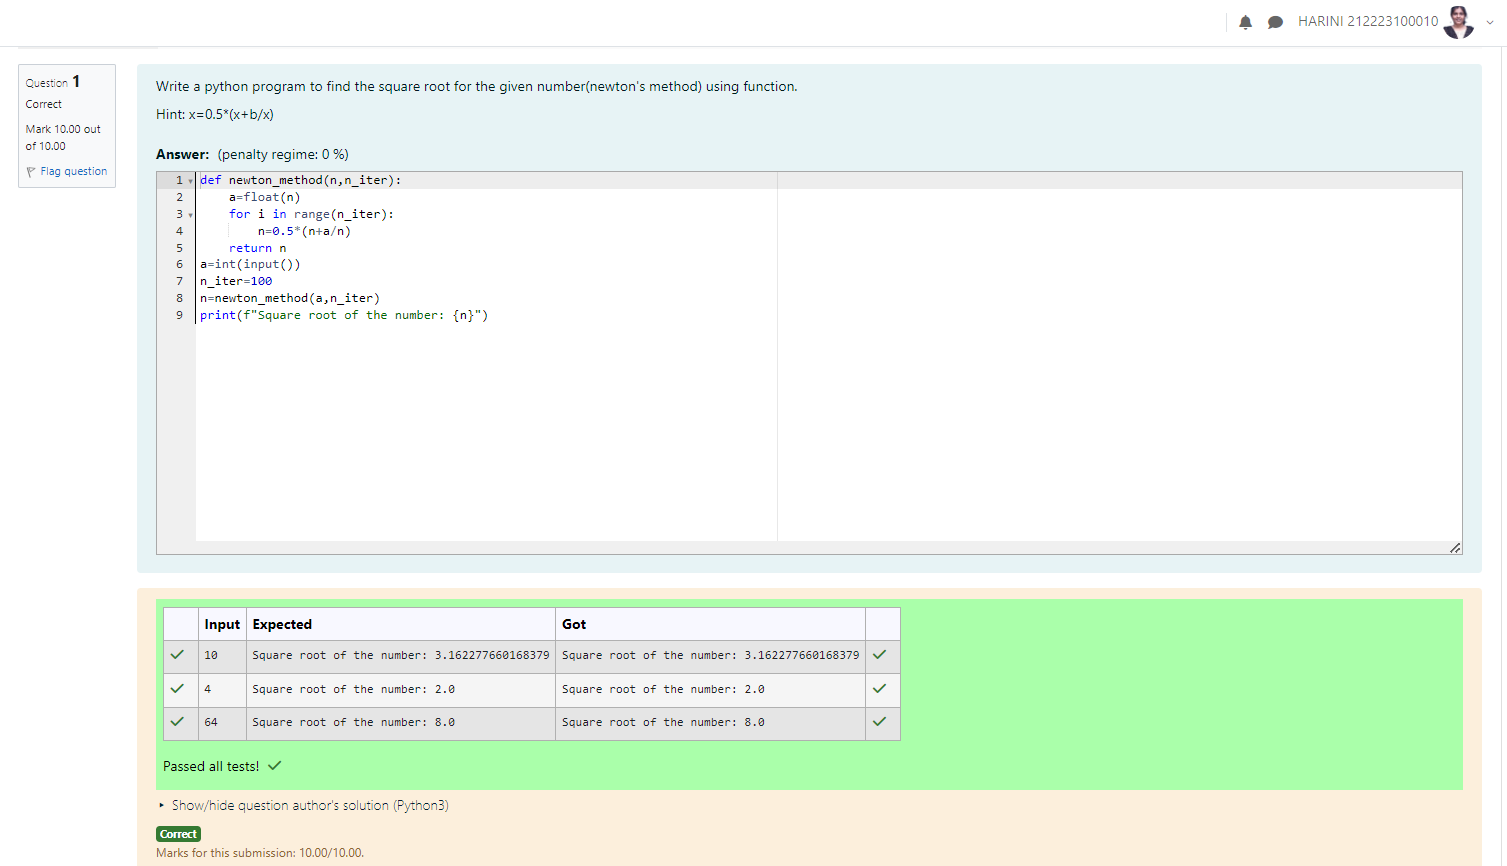 HARINI 212223100010
Question 1
Correct
Mark 10.00 out
of 10.00
Flag question
Write a python program to find the square root for the given number(newton's method) using function.
Hint: x=0.5*(x+b/x)
Answer: (penalty regime: 0 %)
1 def newton_method(n,n_iter):
2     a=float(n)
3     for i in range(n_iter):
4         n=0.5*(n+a/n)
5     return n
6 a=int(input())
7 n_iter=100
8 n=newton_method(a,n_iter)
9 print(f"Square root of the number: {n}")
Input Expected Got
10 Square root of the number: 3.162277660168379 Square root of the number: 3.162277660168379
4 Square root of the number: 2.0 Square root of the number: 2.0
64 Square root of the number: 8.0 Square root of the number: 8.0
Passed all tests!
Show/hide question author's solution (Python3)
Correct
Marks for this submission: 10.00/10.00.